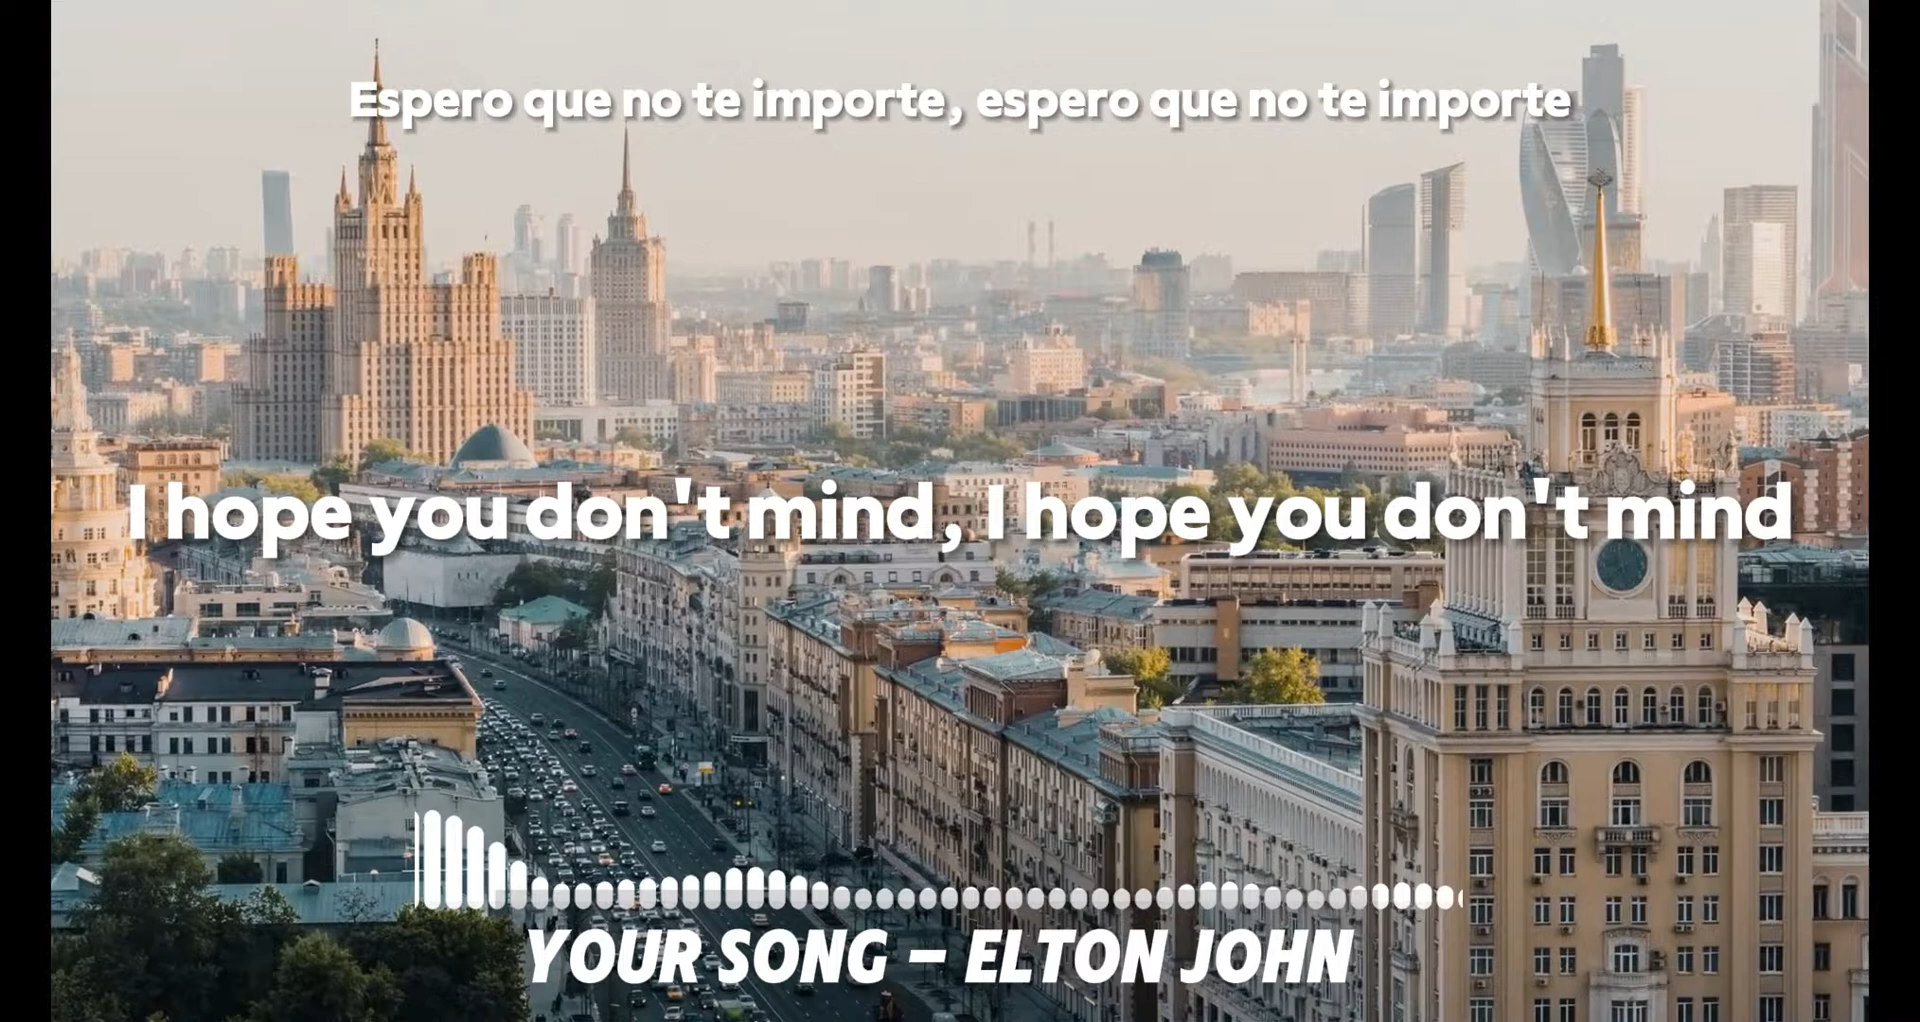 Espero que no te importe, espero que no te importe
I hope you don't mind, I hope you don't mind
YOUR SONG – ELTON JOHN